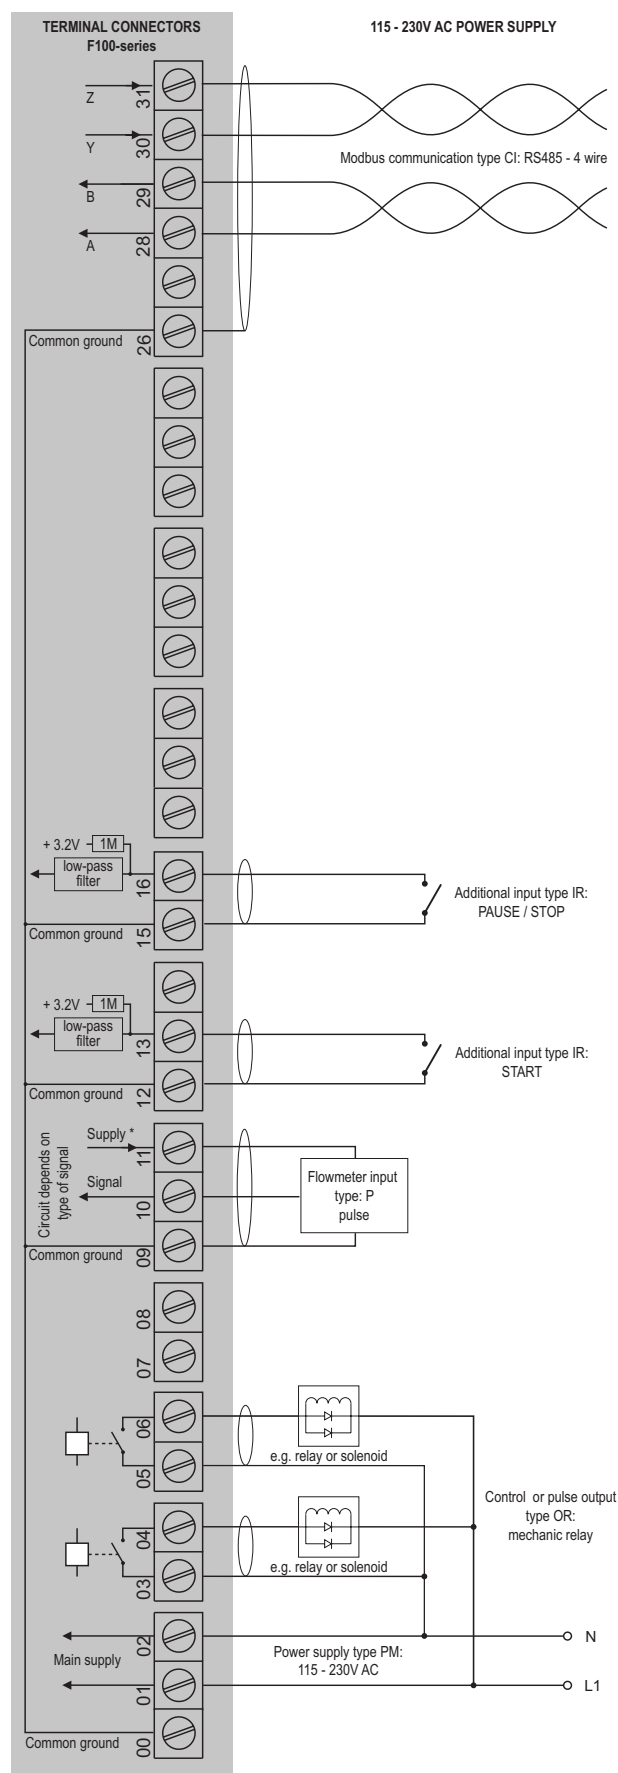 TERMINAL CONNECTORS
F100-series
115 - 230V AC POWER SUPPLY
Z
31
Y
30
Modbus communication type CI: RS485 - 4 wire
B
29
A
28
Common ground
26
+ 3.2V
1M
low-pass
filter
16
Additional input type IR:
PAUSE / STOP
Common ground
15
+ 3.2V
1M
low-pass
filter
13
Additional input type IR:
START
Common ground
12
Circuit depends on
type of signal
Supply *
11
Signal
10
Flowmeter input
type: P
pulse
Common ground
09
08
07
06
e.g. relay or solenoid
05
Control or pulse output
type OR:
mechanic relay
04
e.g. relay or solenoid
03
02
N
Main supply
Power supply type PM:
115 - 230V AC
01
L1
Common ground
00